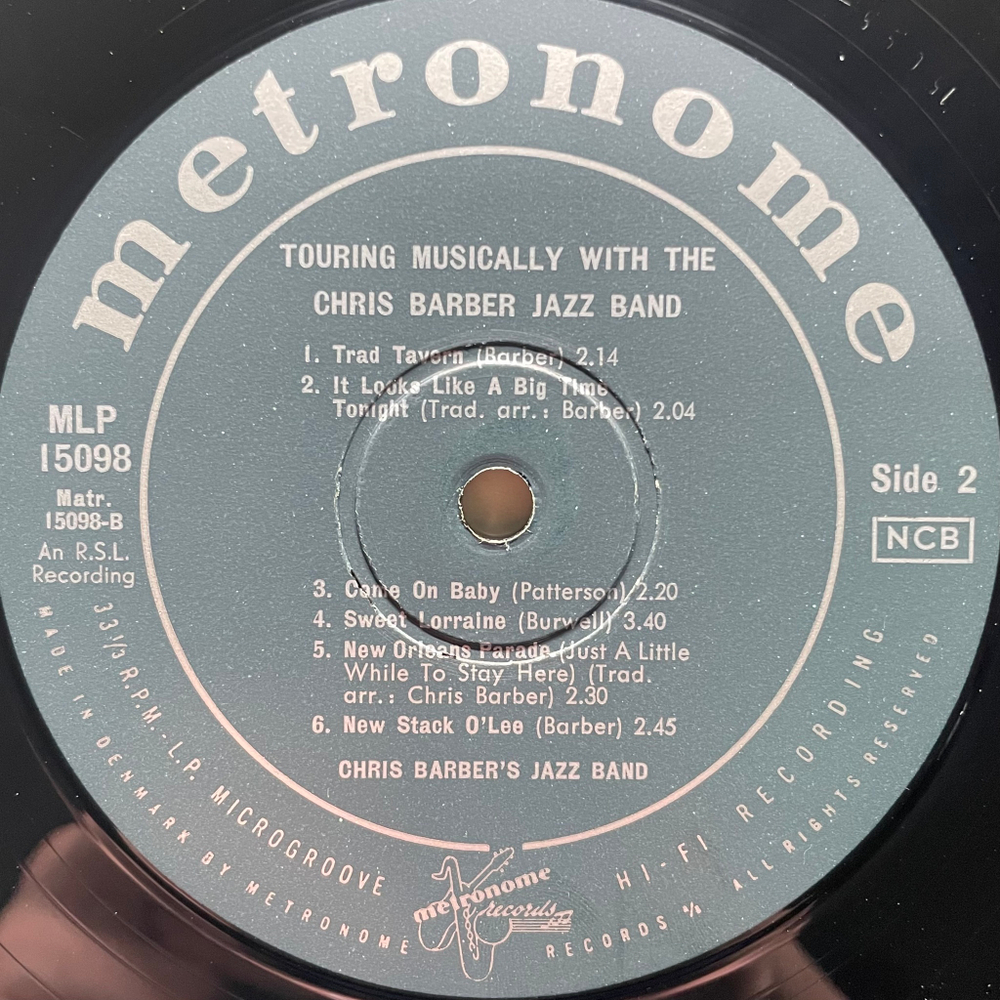 metronome
TOURING MUSICALLY WITH THE
CHRIS BARBER JAZZ BAND
1. Trad Tavern (Barber) 2.14
2. It Looks Like A Big Time
Tonight (Trad. arr.: Barber) 2.04
MLP
15098
Matr.
15098-B
An R.S.L.
Recording
Side 2
NCB
3. Come On Baby (Patterson) 2.20
4. Sweet Lorraine (Burwell) 3.40
5. New Orleans Parade (Just A Little
While To Stay Here) (Trad.
arr.: Chris Barber) 2.30
6. New Stack O'Lee (Barber) 2.45
CHRIS BARBER'S JAZZ BAND
33 1/3 R.P.M. - L.P. MICROGROOVE
HI-FI RECORDING
MADE IN DENMARK BY METRONOME RECORDS A/S
ALL RIGHTS RESERVED
metronome
records